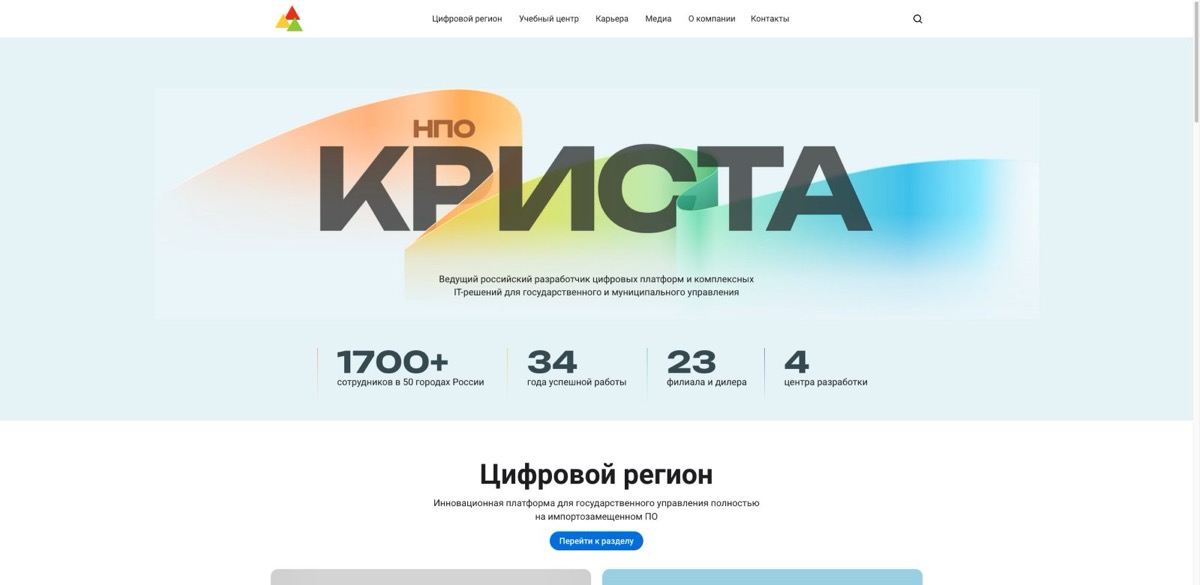 Цифровой регион Учебный центр Карьера Медиа О компании Контакты
НПО
КРИСТА
Ведущий российский разработчик цифровых платформ и комплексных
IT-решений для государственного и муниципального управления
1700+ 34 23 4
сотрудников в 50 городах России года успешной работы филиала и дилера центра разработки
Цифровой регион
Инновационная платформа для государственного управления полностью
на импортозамещенном ПО
Перейти к разделу